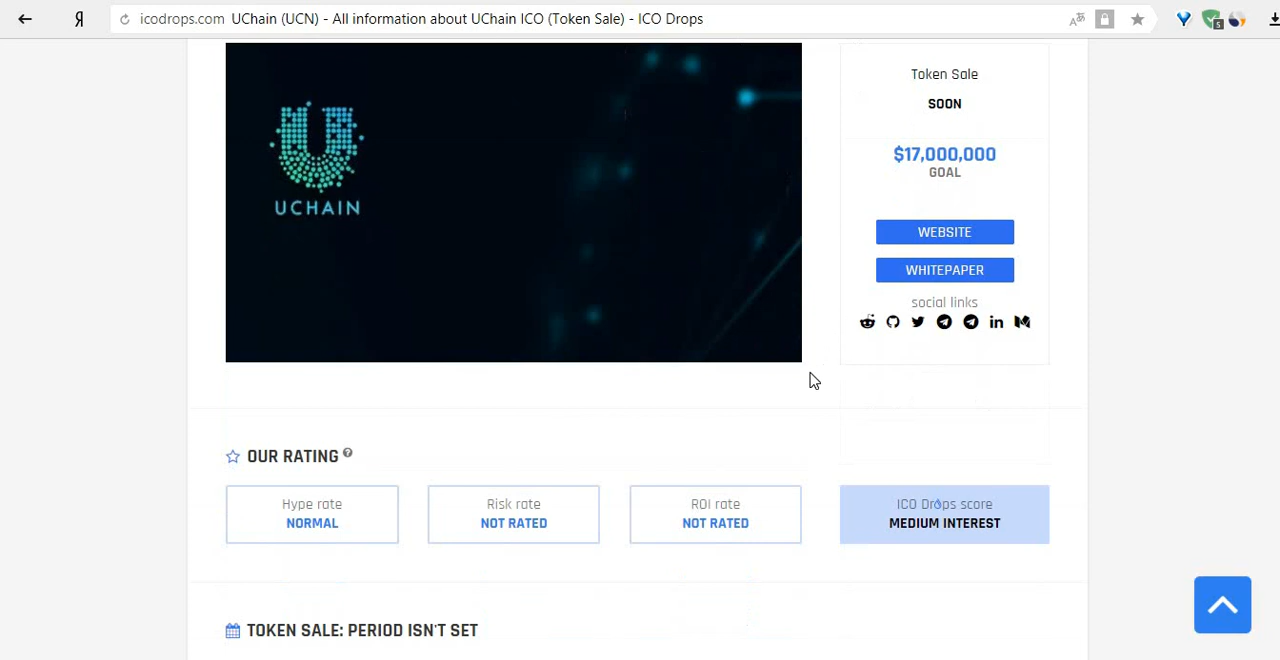 Я icodrops.com UChain (UCN) - All information about UChain ICO (Token Sale) - ICO Drops
5
UCHAIN
Token Sale
SOON
$17,000,000
GOAL
WEBSITE
WHITEPAPER
social links
OUR RATING ?
Hype rate
NORMAL
Risk rate
NOT RATED
ROI rate
NOT RATED
ICO Drops score
MEDIUM INTEREST
TOKEN SALE: PERIOD ISN'T SET